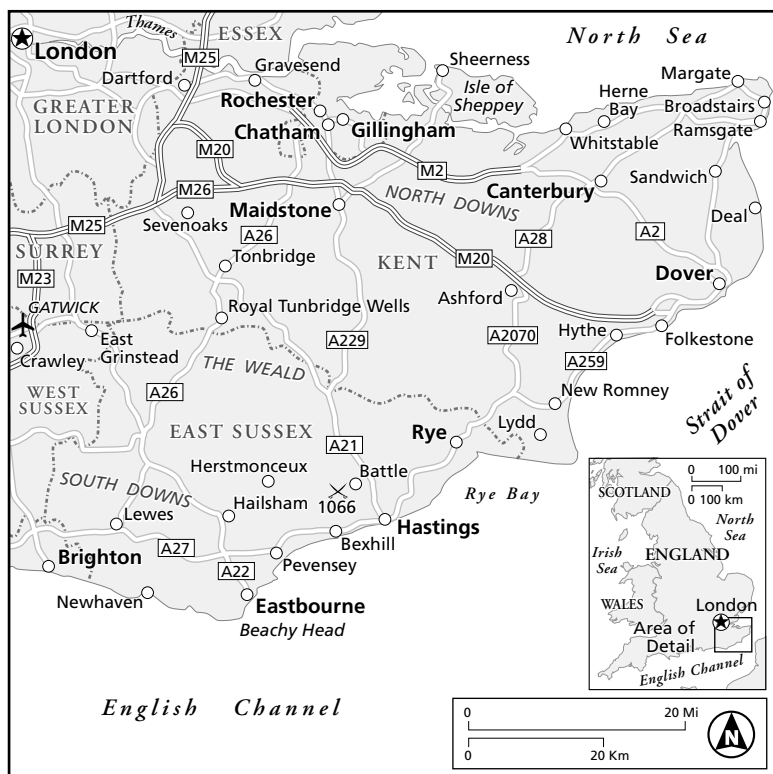 Thames
ESSEX
North Sea
London
M25
Gravesend
Sheerness
Dartford
Margate
Isle of
Sheppey
Herne
Bay
Broadstairs
GREATER
LONDON
Rochester
Chatham
Gillingham
Ramsgate
Whitstable
M20
M2
M26
NORTH DOWNS
Canterbury
Sandwich
Sevenoaks
Maidstone
Deal
M25
A26
A28
A2
SURREY
Tonbridge
KENT
M20
M23
Dover
Ashford
GATWICK
Royal Tunbridge Wells
East
Grinstead
A229
A2070
Hythe
Folkestone
Crawley
THE WEALD
A259
WEST
SUSSEX
A26
New Romney
Strait of
Dover
EAST SUSSEX
A21
Rye
Lydd
Herstmonceux
Battle
SOUTH DOWNS
1066
Rye Bay
Hailsham
Lewes
Hastings
Bexhill
Brighton
A27
Pevensey
A22
Newhaven
Eastbourne
Beachy Head
English Channel
0 100 mi
0 100 km
SCOTLAND
North
Sea
Irish
Sea
ENGLAND
WALES
London
Area of
Detail
English Channel
0 20 Mi
0 20 Km
N